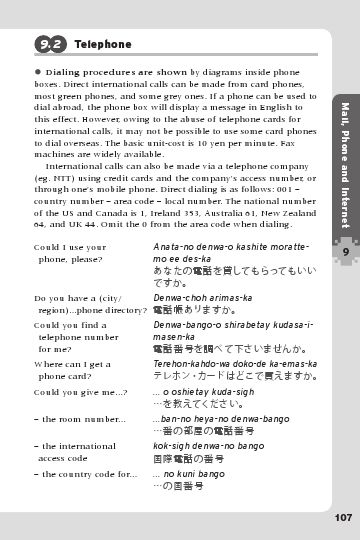 9.2 Telephone
● Dialing procedures are shown by diagrams inside phone
boxes. Direct international calls can be made from card phones,
most green phones, and some grey ones. If a phone can be used to
dial abroad, the phone box will display a message in English to
this effect. However, owing to the abuse of telephone cards for
international calls, it may not be possible to use some card phones
to dial overseas. The basic unit-cost is 10 yen per minute. Fax
machines are widely available.
International calls can also be made via a telephone company
(eg. NTT) using credit cards and the company's access number, or
through one's mobile phone. Direct dialing is as follows: 001 –
country number – area code – local number. The national number
of the US and Canada is 1, Ireland 353, Australia 61, New Zealand
64, and UK 44. Omit the 0 from the area code when dialing.
Could I use your
phone, please?
Anata-no denwa-o kashite moratte-
mo ee des-ka
あなたの電話を貸してもらってもいい
ですか。
Do you have a (city/
region)...phone directory?
Denwa-choh arimas-ka
電話帳ありますか。
Could you find a
telephone number
for me?
Denwa-bango-o shirabetay kudasa-i-
masen-ka
電話番号を調べて下さいませんか。
Where can I get a
phone card?
Terehon-kahdo-wa doko-de ka-emas-ka
テレホン・カードはどこで買えますか。
Could you give me...?
... o oshietay kuda-sigh
…を教えてください。
– the room number...
...ban-no heya-no denwa-bango
…番の部屋の電話番号
– the international
access code
kok-sigh denwa-no bango
国際電話の番号
– the country code for...
... no kuni bango
…の国番号
Mail, Phone and Internet
9
107